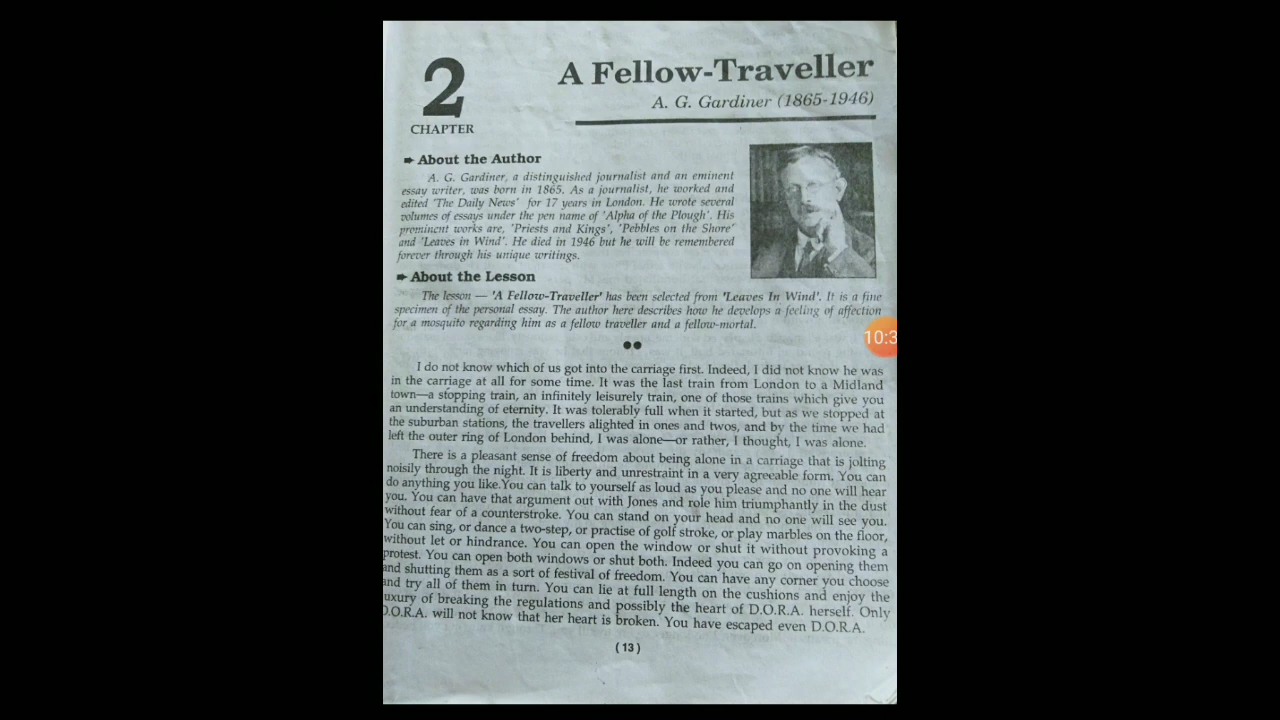 2
CHAPTER
A Fellow-Traveller
A. G. Gardiner (1865-1946)
➨ About the Author
A. G. Gardiner, a distinguished journalist and an eminent
essay writer, was born in 1865. As a journalist, he worked and
edited 'The Daily News' for 17 years in London. He wrote several
volumes of essays under the pen name of 'Alpha of the Plough'. His
prominent works are, 'Priests and Kings', 'Pebbles on the Shore'
and 'Leaves in Wind'. He died in 1946 but he will be remembered
forever through his unique writings.
➨ About the Lesson
The lesson — 'A Fellow-Traveller' has been selected from 'Leaves In Wind'. It is a fine
specimen of the personal essay. The author here describes how he develops a feeling of affection
for a mosquito regarding him as a fellow traveller and a fellow-mortal.
10:3
I do not know which of us got into the carriage first. Indeed, I did not know he was
in the carriage at all for some time. It was the last train from London to a Midland
town—a stopping train, an infinitely leisurely train, one of those trains which give you
an understanding of eternity. It was tolerably full when it started, but as we stopped at
the suburban stations, the travellers alighted in ones and twos, and by the time we had
left the outer ring of London behind, I was alone—or rather, I thought, I was alone.
There is a pleasant sense of freedom about being alone in a carriage that is jolting
noisily through the night. It is liberty and unrestraint in a very agreeable form. You can
do anything you like.You can talk to yourself as loud as you please and no one will hear
you. You can have that argument out with Jones and role him triumphantly in the dust
without fear of a counterstroke. You can stand on your head and no one will see you.
You can sing, or dance a two-step, or practise of golf stroke, or play marbles on the floor,
without let or hindrance. You can open the window or shut it without provoking a
protest. You can open both windows or shut both. Indeed you can go on opening them
and shutting them as a sort of festival of freedom. You can have any corner you choose
and try all of them in turn. You can lie at full length on the cushions and enjoy the
uxury of breaking the regulations and possibly the heart of D.O.R.A. herself. Only
D.O.R.A. will not know that her heart is broken. You have escaped even D.O.R.A.
( 13 )